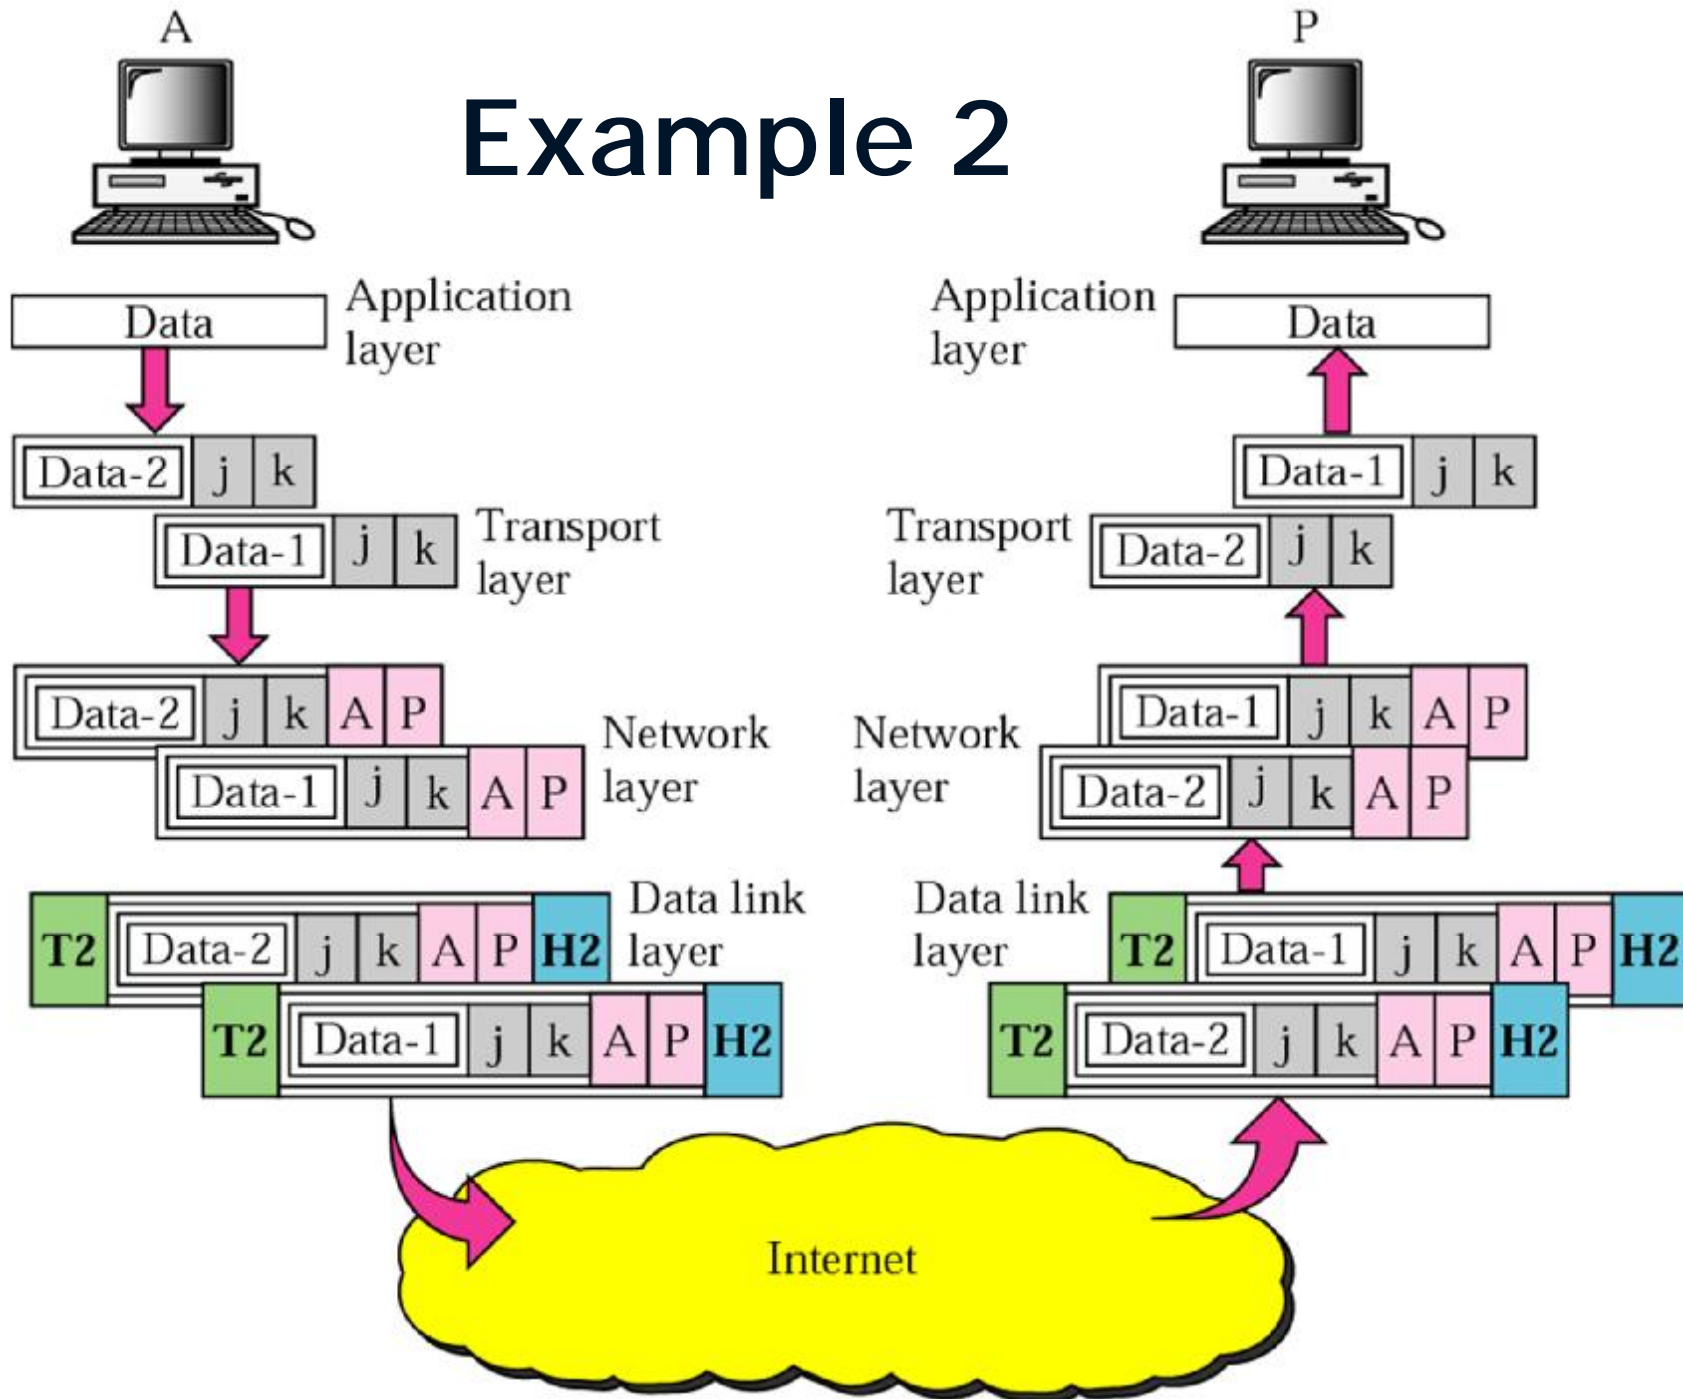 A
P
Example 2
Data
Application
layer
Application
layer
Data
Data-2 j k
Data-1 j k
Transport
layer
Transport
layer
Data-1 j k
Data-2 j k
Data-2 j k A P
Data-1 j k A P
Network
layer
Network
layer
Data-1 j k A P
Data-2 j k A P
T2 Data-2 j k A P H2
T2 Data-1 j k A P H2
Data link
layer
Data link
layer
T2 Data-1 j k A P H2
T2 Data-2 j k A P H2
Internet